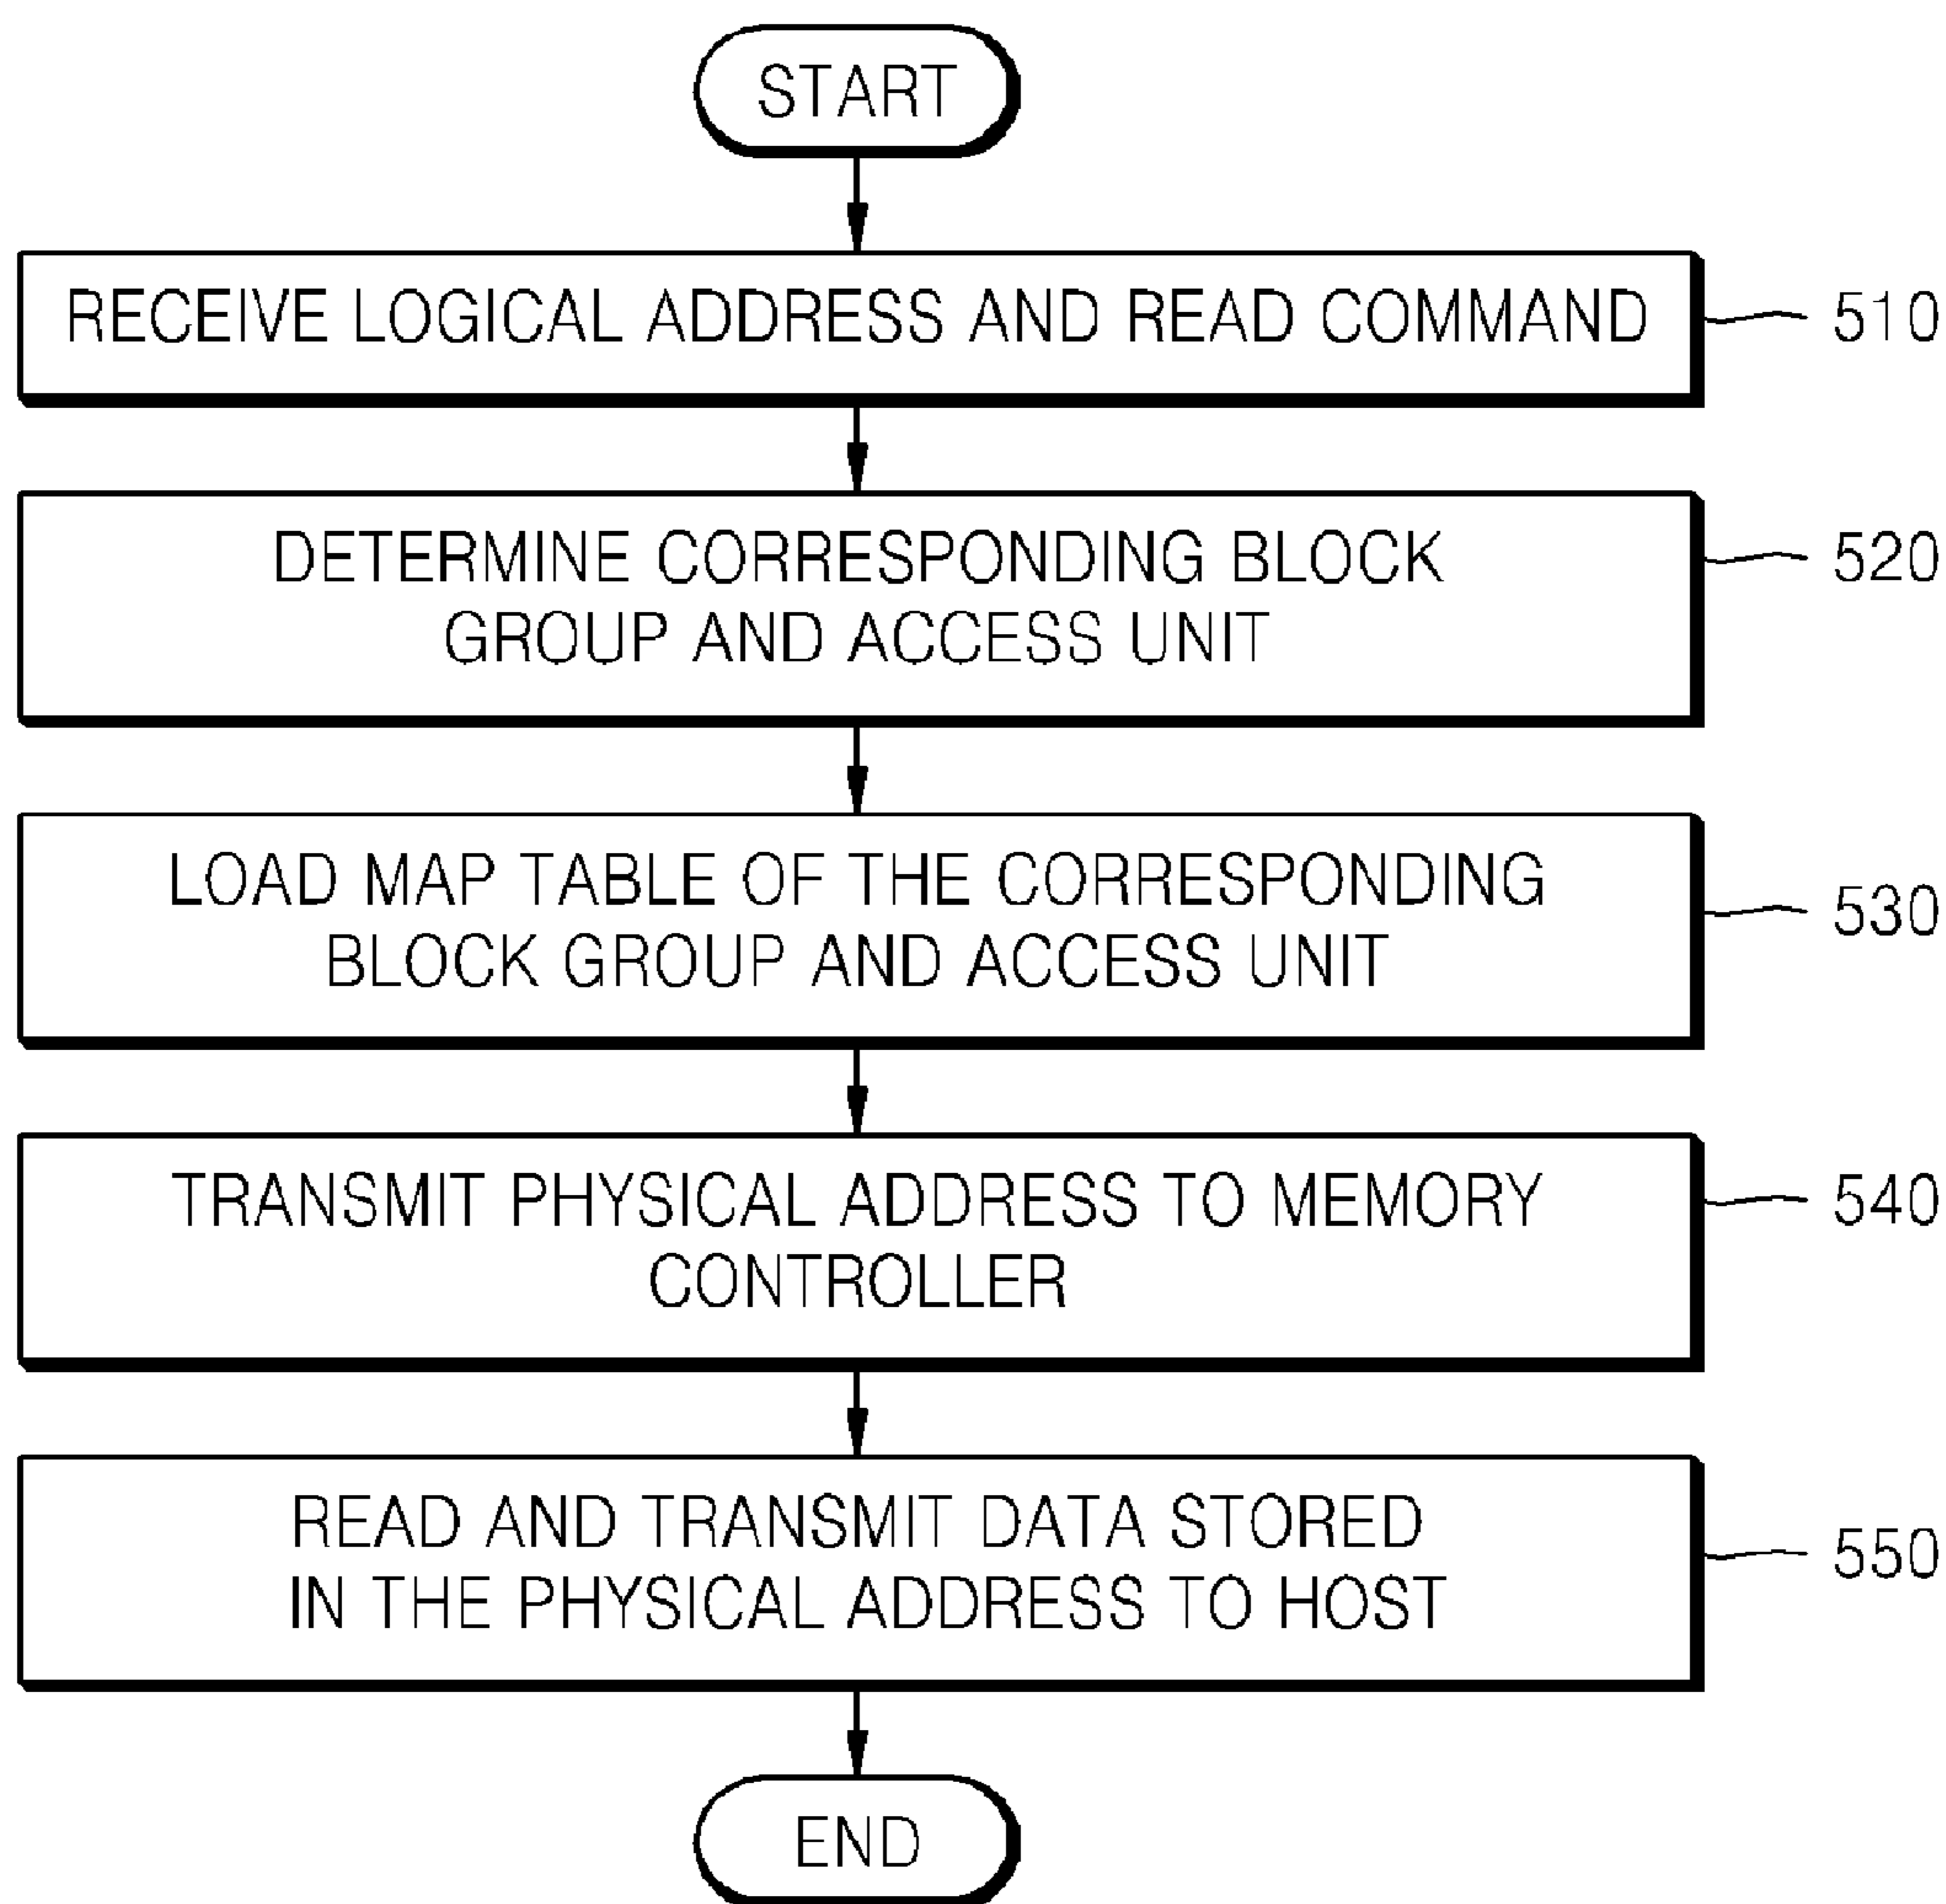 START
RECEIVE LOGICAL ADDRESS AND READ COMMAND
510
DETERMINE CORRESPONDING BLOCK
GROUP AND ACCESS UNIT
520
LOAD MAP TABLE OF THE CORRESPONDING
BLOCK GROUP AND ACCESS UNIT
530
TRANSMIT PHYSICAL ADDRESS TO MEMORY
CONTROLLER
540
READ AND TRANSMIT DATA STORED
IN THE PHYSICAL ADDRESS TO HOST
550
END